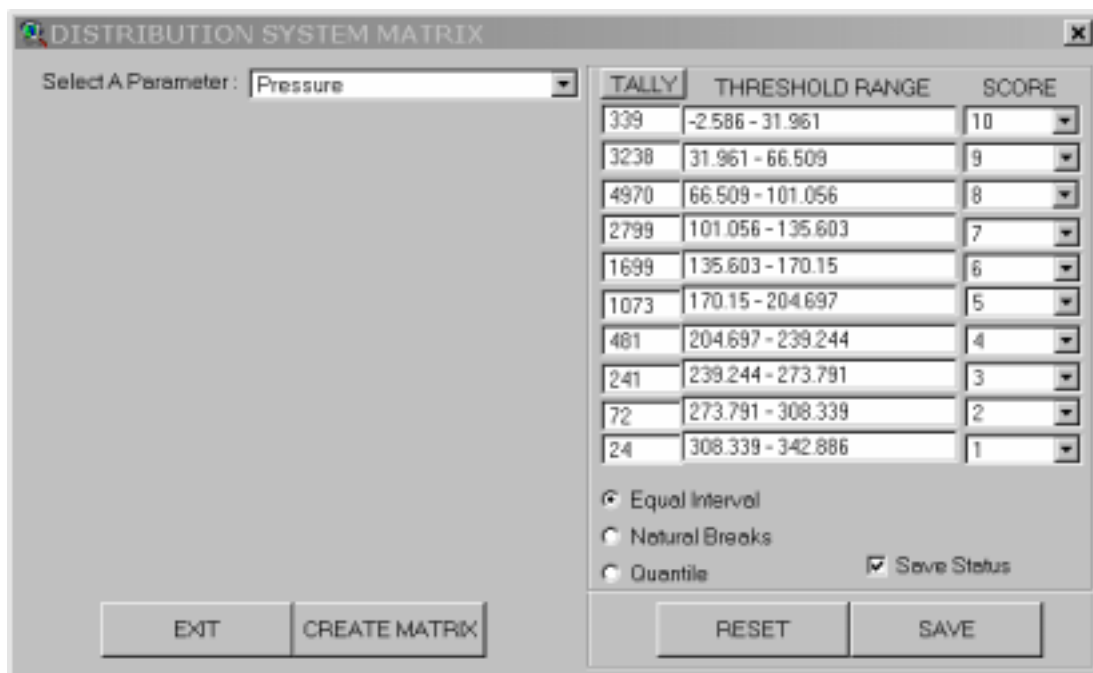 DISTRIBUTION SYSTEM MATRIX
Select A Parameter : Pressure
TALLY THRESHOLD RANGE SCORE
339 -2.586 - 31.961 10
3238 31.961 - 66.509 9
4970 66.509 - 101.056 8
2799 101.056 - 135.603 7
1699 135.603 - 170.15 6
1073 170.15 - 204.697 5
481 204.697 - 239.244 4
241 239.244 - 273.791 3
72 273.791 - 308.339 2
24 308.339 - 342.886 1
Equal Interval
Natural Breaks
Quantile
Save Status
EXIT CREATE MATRIX RESET SAVE